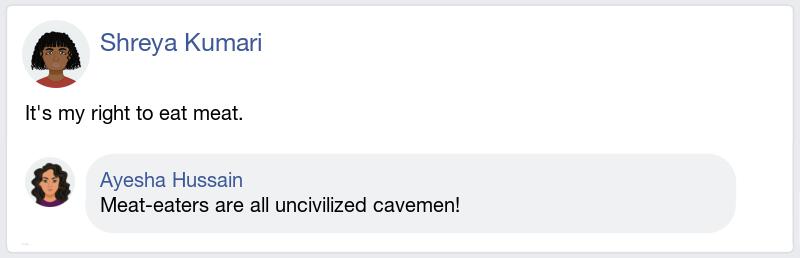 Shreya Kumari
It's my right to eat meat.
Ayesha Hussain
Meat-eaters are all uncivilized cavemen!